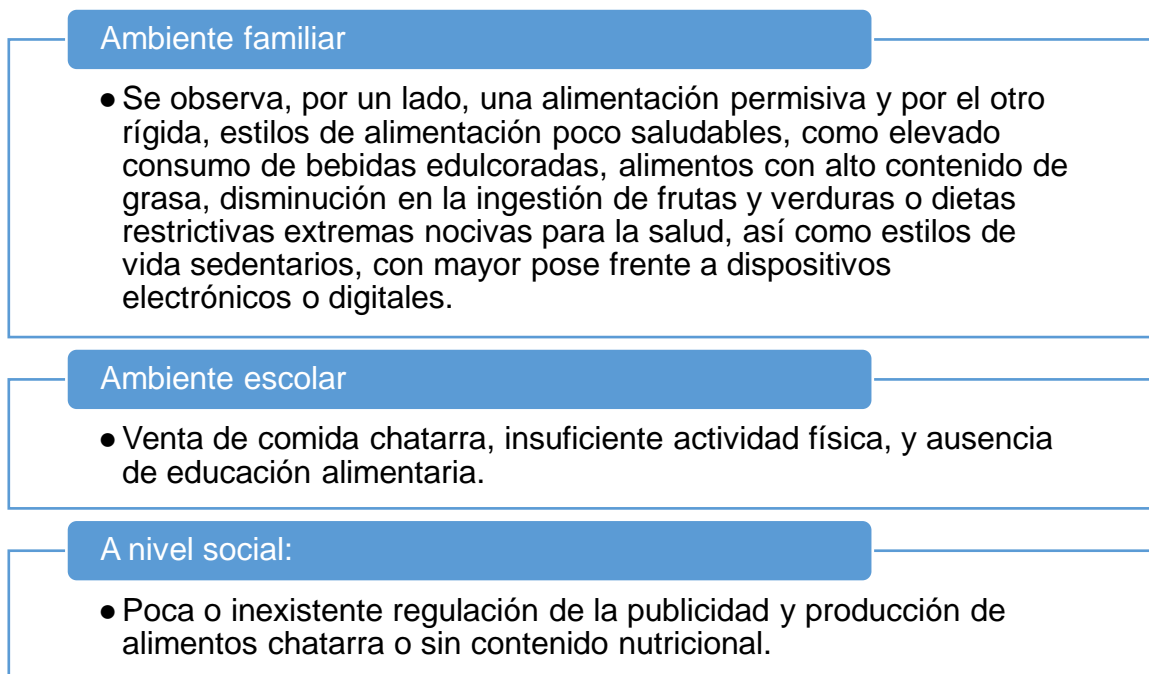 Ambiente familiar
● Se observa, por un lado, una alimentación permisiva y por el otro
rígida, estilos de alimentación poco saludables, como elevado
consumo de bebidas edulcoradas, alimentos con alto contenido de
grasa, disminución en la ingestión de frutas y verduras o dietas
restrictivas extremas nocivas para la salud, así como estilos de
vida sedentarios, con mayor pose frente a dispositivos
electrónicos o digitales.
Ambiente escolar
● Venta de comida chatarra, insuficiente actividad física, y ausencia
de educación alimentaria.
A nivel social:
● Poca o inexistente regulación de la publicidad y producción de
alimentos chatarra o sin contenido nutricional.